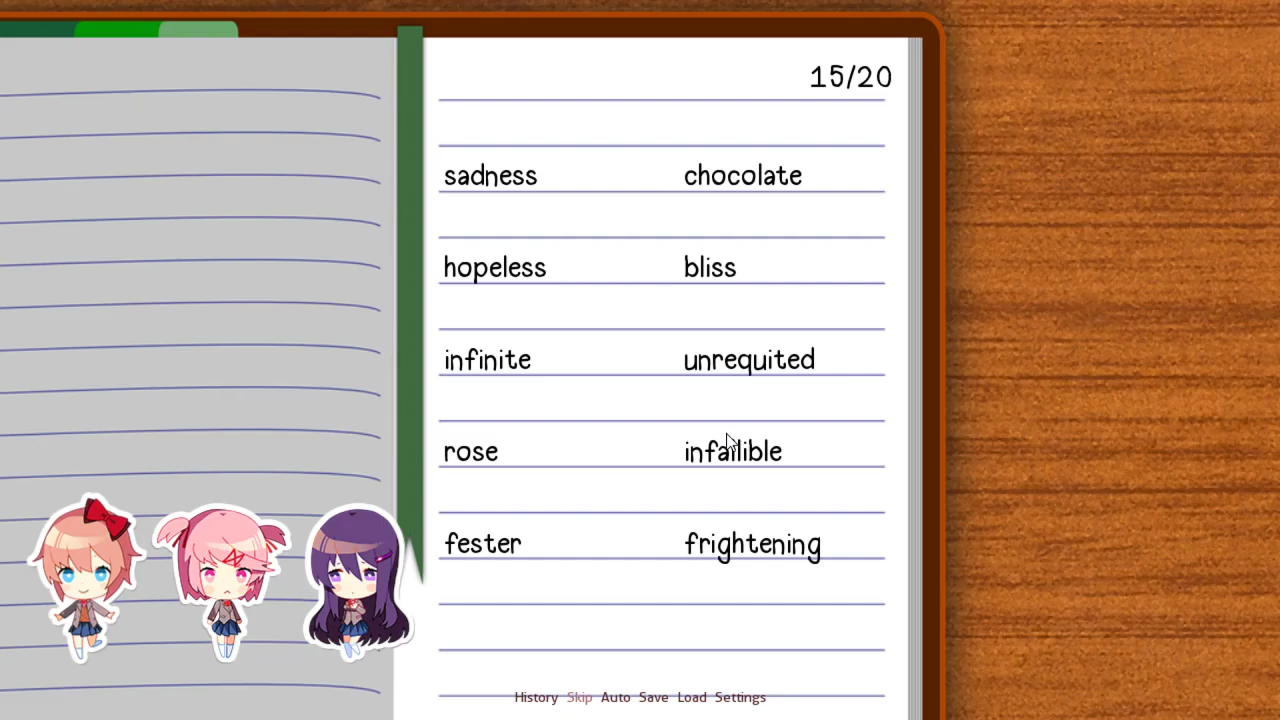 15/20
sadness chocolate
hopeless bliss
infinite unrequited
rose infallible
fester frightening
History Skip Auto Save Load Settings